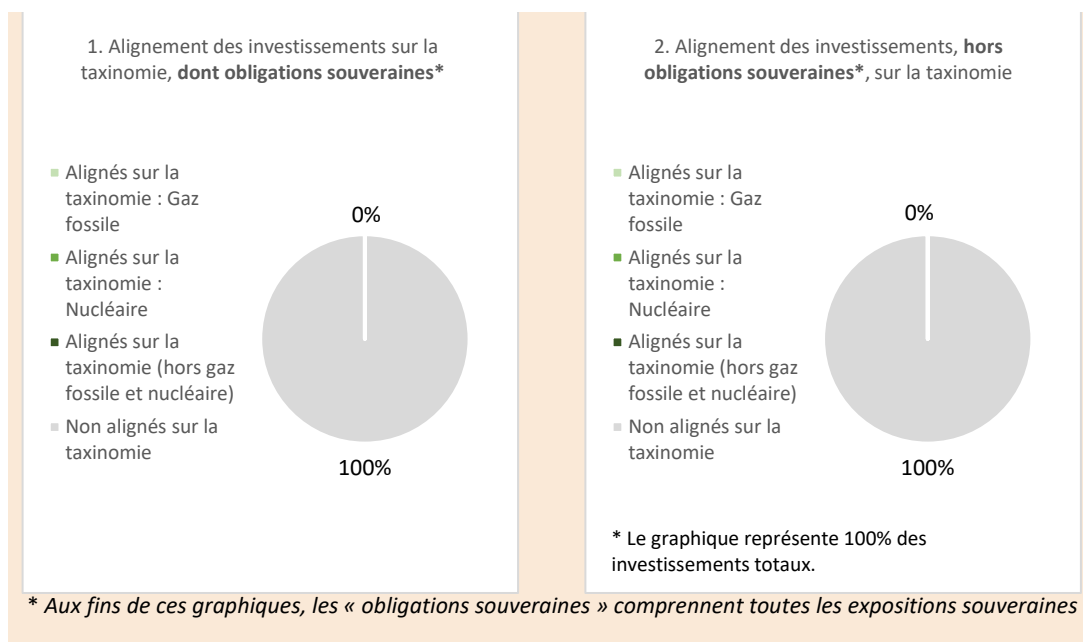 1. Alignement des investissements sur la
taxinomie, dont obligations souveraines*
Alignés sur la
taxinomie : Gaz
fossile
Alignés sur la
taxinomie :
Nucléaire
Alignés sur la
taxinomie (hors gaz
fossile et nucléaire)
Non alignés sur la
taxinomie
0%
100%
2. Alignement des investissements, hors
obligations souveraines*, sur la taxinomie
Alignés sur la
taxinomie : Gaz
fossile
Alignés sur la
taxinomie :
Nucléaire
Alignés sur la
taxinomie (hors gaz
fossile et nucléaire)
Non alignés sur la
taxinomie
0%
100%
* Le graphique représente 100% des
investissements totaux.
* Aux fins de ces graphiques, les « obligations souveraines » comprennent toutes les expositions souveraines